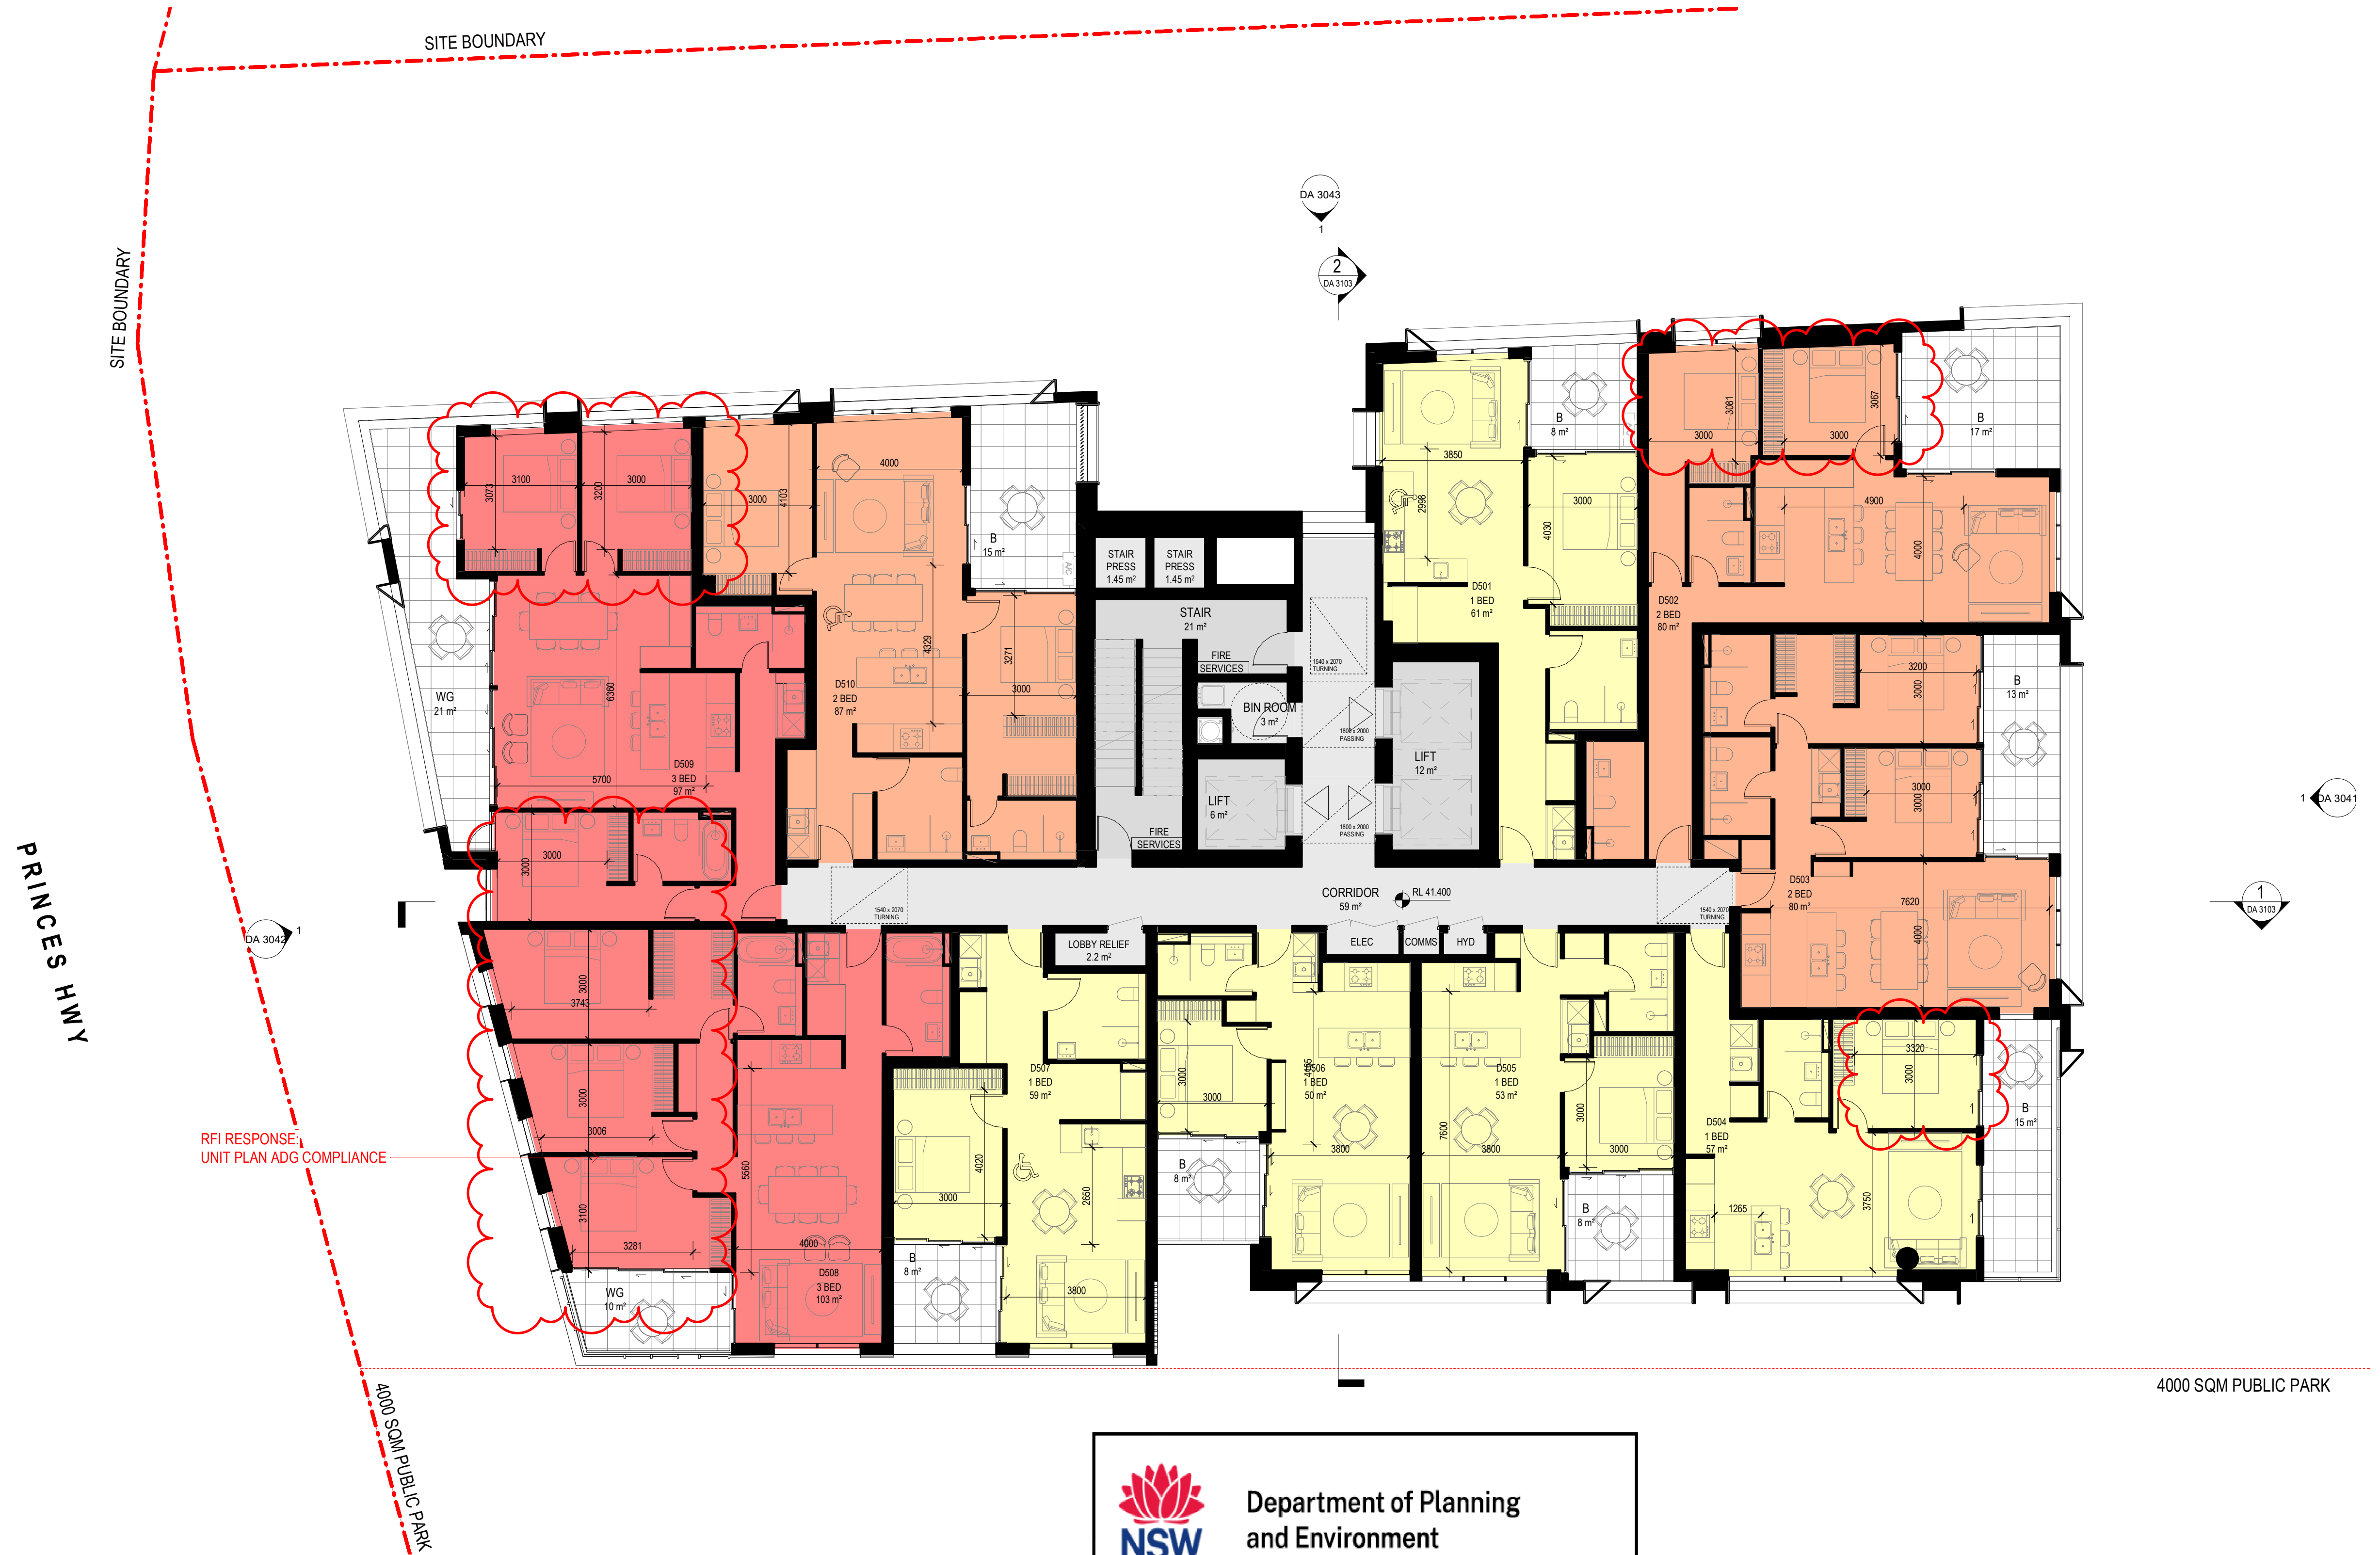 SITE BOUNDARY
SITE BOUNDARY
DA 3043
1
2
DA 3103
3100
3073
3000
3200
3000
4103
4000
B
15 m²
A/C
WG
21 m²
6360
5700
D509
3 BED
97 m²
3000
3000
D510
2 BED
87 m²
4329
3271
3000
STAIR
PRESS
1.45 m²
STAIR
PRESS
1.45 m²
STAIR
21 m²
FIRE
SERVICES
BIN ROOM
3 m²
LIFT
6 m²
FIRE
SERVICES
1540 x 2070
TURNING
1800 x 2000
PASSING
1800 x 2000
PASSING
LIFT
12 m²
3850
2998
B
8 m²
3000
4030
D501
1 BED
61 m²
3081
3000
3067
3000
B
17 m²
4900
4000
D502
2 BED
80 m²
3200
3000
B
13 m²
3000
3000
D503
2 BED
80 m²
7620
4000
1
DA 3041
1
DA 3103
1540 x 2070
TURNING
CORRIDOR
59 m²
RL 41.400
1540 x 2070
TURNING
DA 3042
1
PRINCES HWY
LOBBY RELIEF
2.2 m²
ELEC
COMMS
HYD
3000
3743
3000
3006
3100
3281
RFI RESPONSE:
UNIT PLAN ADG COMPLIANCE
WG
10 m²
5560
4000
D508
3 BED
103 m²
D507
1 BED
59 m²
4020
3000
2650
3800
B
8 m²
3000
3000
B
8 m²
4165
D506
1 BED
50 m²
3800
7600
D505
1 BED
53 m²
3800
3000
3000
B
8 m²
D504
1 BED
57 m²
1265
3750
3320
3000
B
15 m²
4000 SQM PUBLIC PARK
4000 SQM PUBLIC PARK
Department of Planning
and Environment
NSW